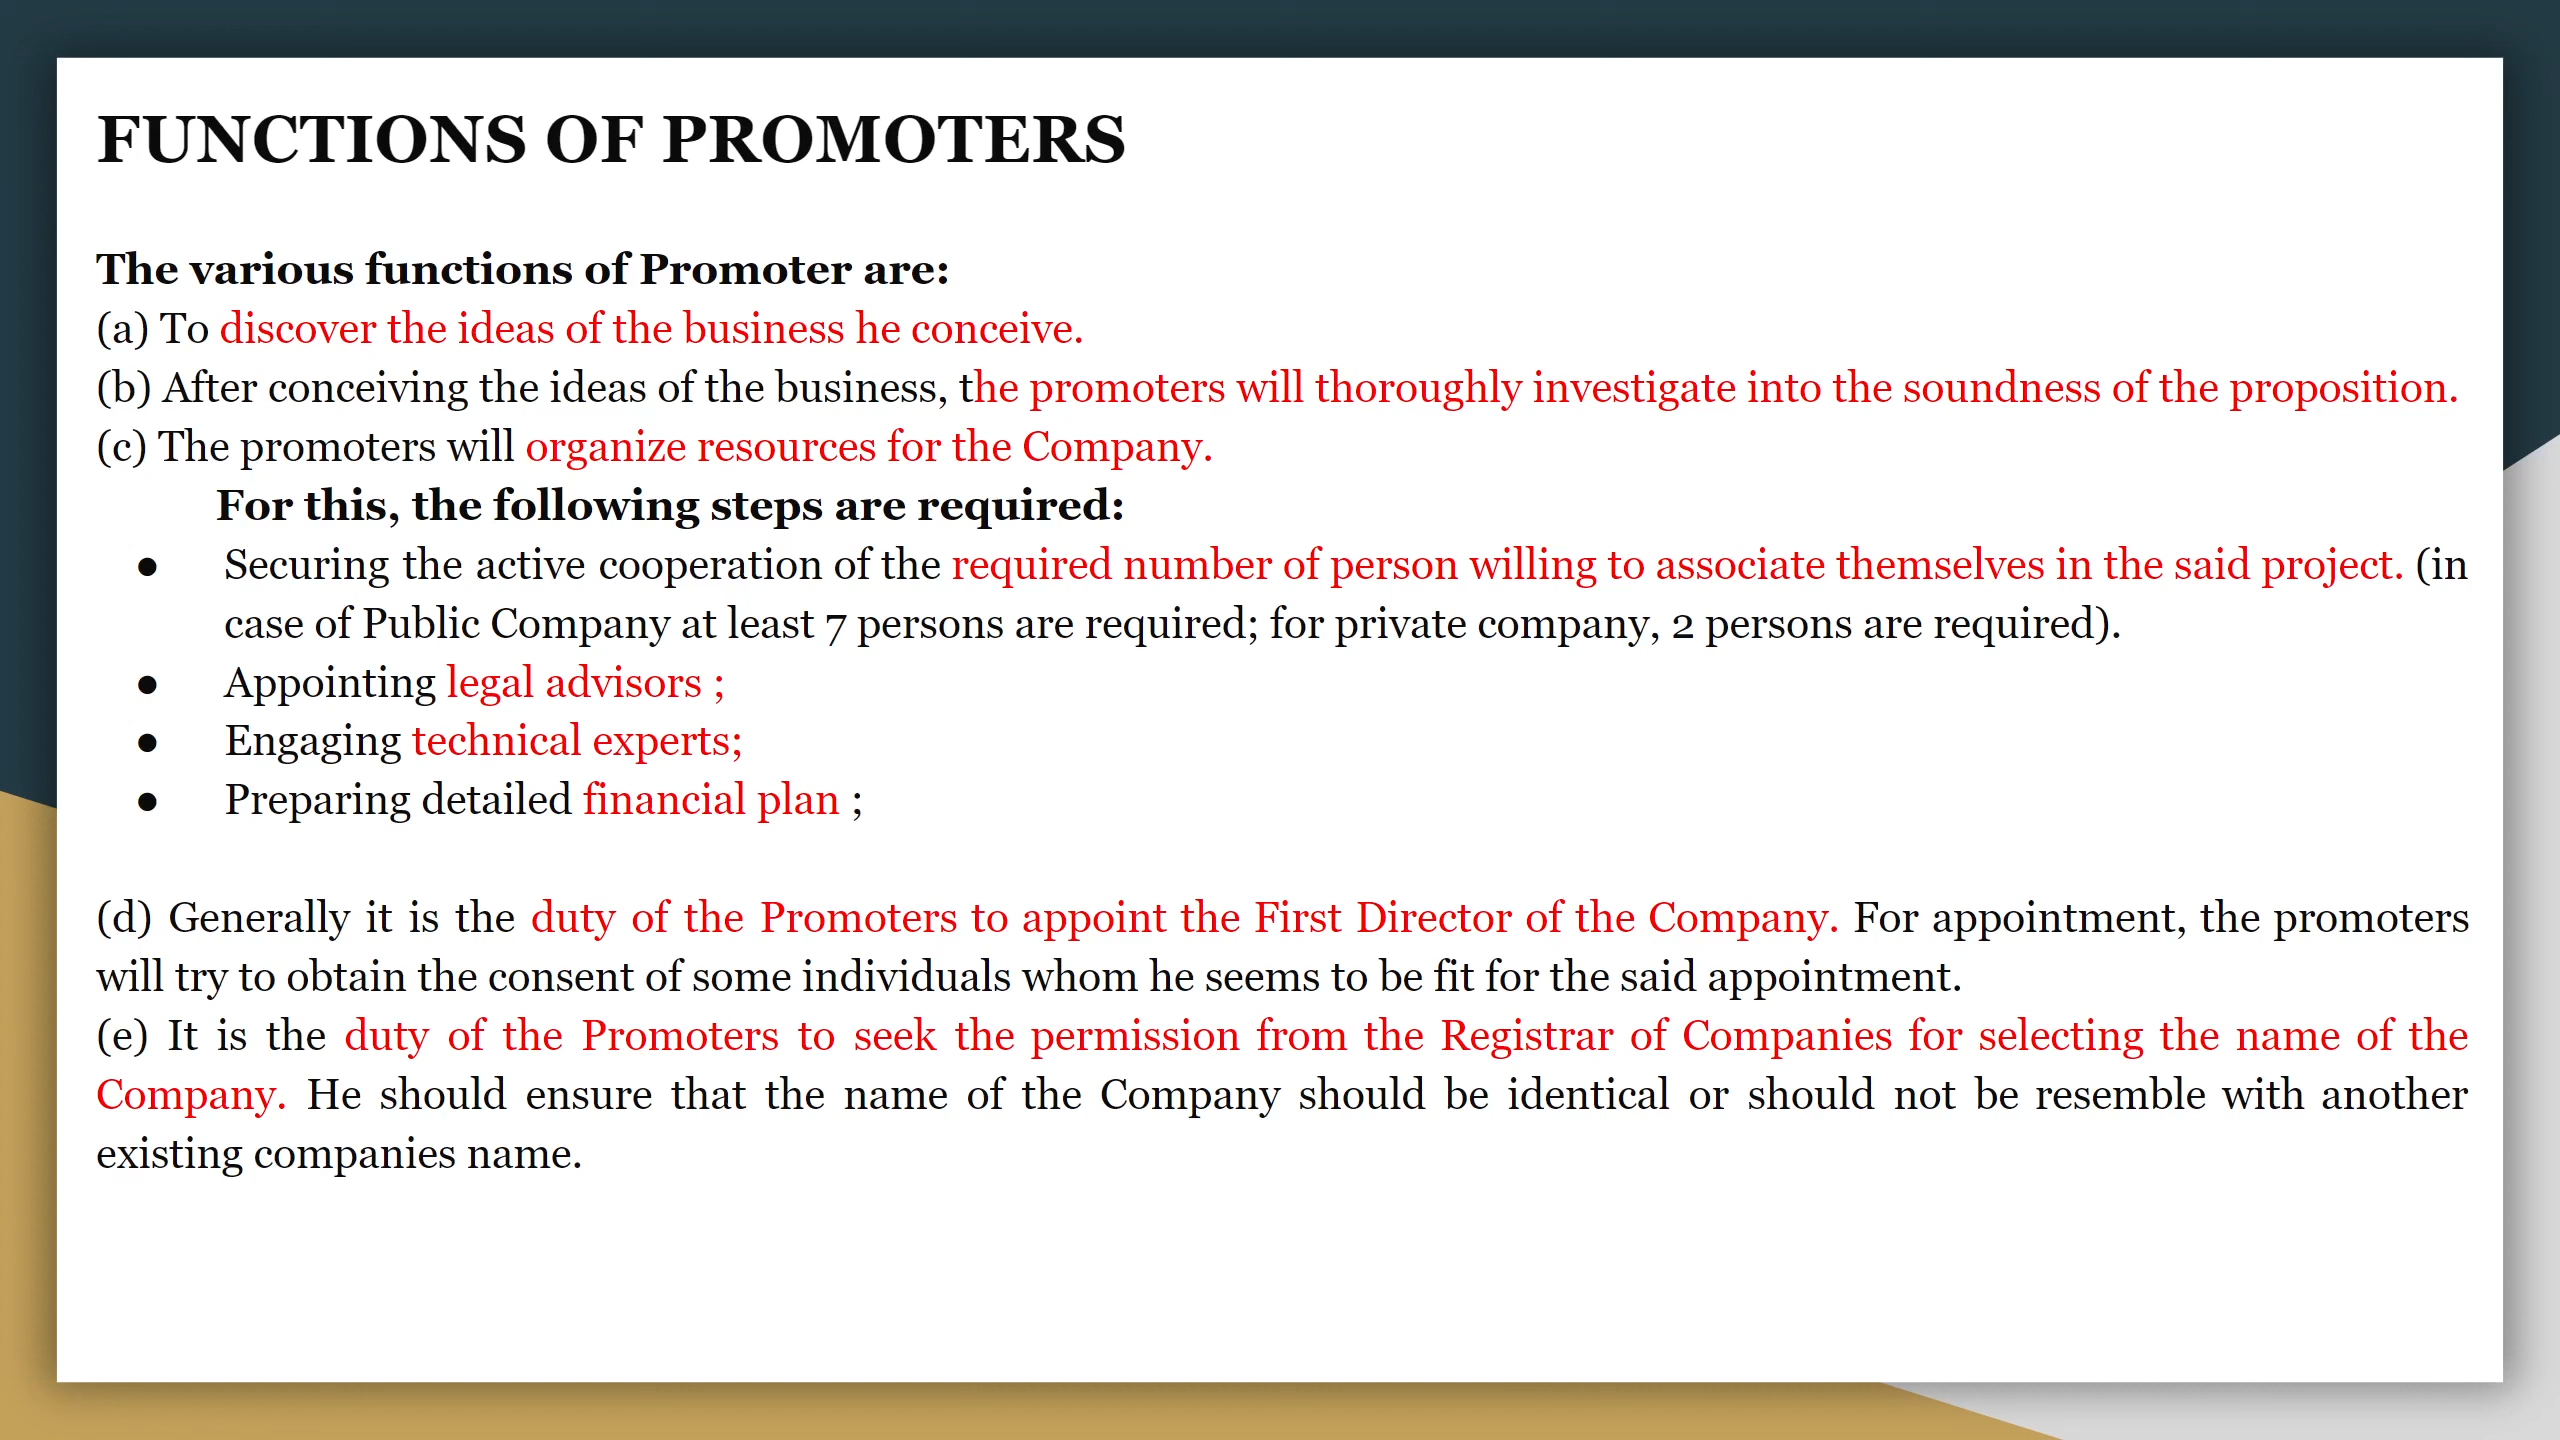 FUNCTIONS OF PROMOTERS
The various functions of Promoter are:
(a) To discover the ideas of the business he conceive.
(b) After conceiving the ideas of the business, the promoters will thoroughly investigate into the soundness of the proposition.
(c) The promoters will organize resources for the Company.
For this, the following steps are required:
● Securing the active cooperation of the required number of person willing to associate themselves in the said project. (in
case of Public Company at least 7 persons are required; for private company, 2 persons are required).
● Appointing legal advisors ;
● Engaging technical experts;
● Preparing detailed financial plan ;
(d) Generally it is the duty of the Promoters to appoint the First Director of the Company. For appointment, the promoters
will try to obtain the consent of some individuals whom he seems to be fit for the said appointment.
(e) It is the duty of the Promoters to seek the permission from the Registrar of Companies for selecting the name of the
Company. He should ensure that the name of the Company should be identical or should not be resemble with another
existing companies name.